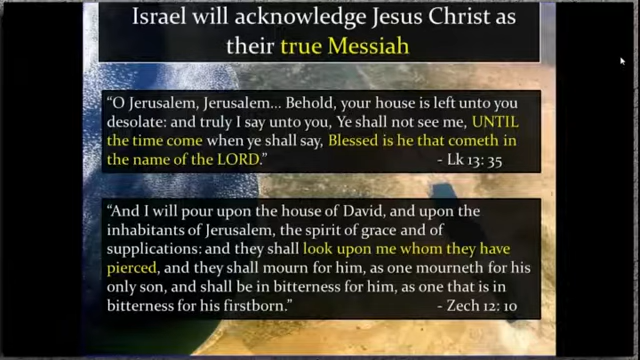 Israel will acknowledge Jesus Christ as
their true Messiah
“O Jerusalem, Jerusalem... Behold, your house is left unto you
desolate: and truly I say unto you, Ye shall not see me, UNTIL
the time come when ye shall say, Blessed is he that cometh in
the name of the LORD.” - Lk 13: 35
“And I will pour upon the house of David, and upon the
inhabitants of Jerusalem, the spirit of grace and of
supplications: and they shall look upon me whom they have
pierced, and they shall mourn for him, as one mourneth for his
only son, and shall be in bitterness for him, as one that is in
bitterness for his firstborn.” - Zech 12: 10